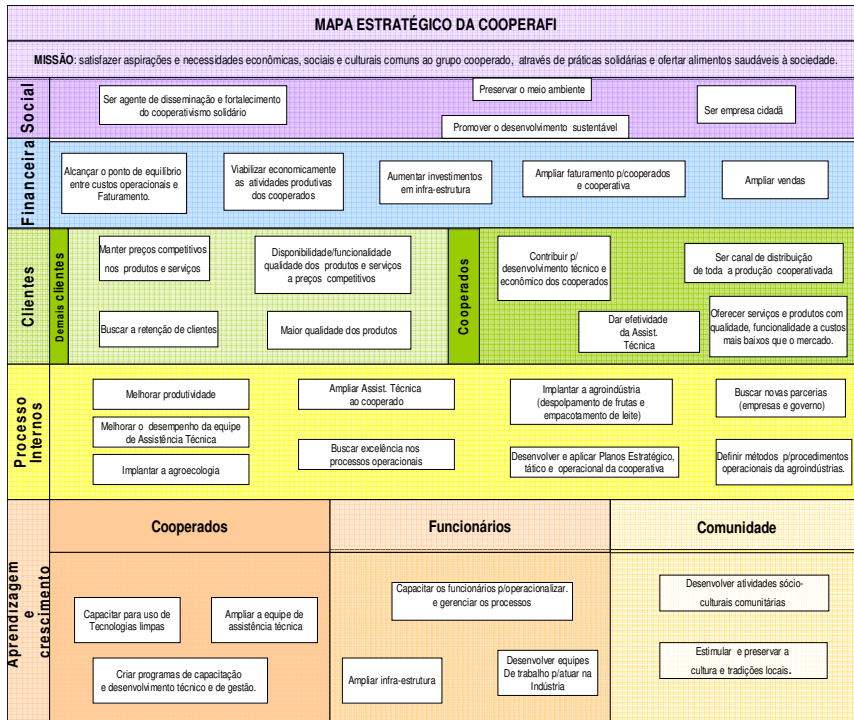 MAPA ESTRATÉGICO DA COOPERAFI
MISSÃO: satisfazer aspirações e necessidades econômicas, sociais e culturais comuns ao grupo cooperado, através de práticas solidárias e ofertar alimentos saudáveis à sociedade.
Social
Ser agente de disseminação e fortalecimento
do cooperativismo solidário
Preservar o meio ambiente
Promover o desenvolvimento sustentável
Ser empresa cidadã
Financeira
Alcançar o ponto de equilíbrio
entre custos operacionais e
Faturamento.
Viabilizar economicamente
as atividades produtivas
dos cooperados
Aumentar investimentos
em infra-estrutura
Ampliar faturamento p/cooperados
e cooperativa
Ampliar vendas
Clientes
Demais clientes
Manter preços competitivos
nos produtos e serviços
Disponibilidade/funcionalidade
qualidade dos produtos e serviços
a preços competitivos
Buscar a retenção de clientes
Maior qualidade dos produtos
Cooperados
Contribuir p/
desenvolvimento técnico e
econômico dos cooperados
Ser canal de distribuição
de toda a produção cooperativada
Dar efetividade
da Assist.
Técnica
Oferecer serviços e produtos com
qualidade, funcionalidade a custos
mais baixos que o mercado.
Processo
Internos
Melhorar produtividade
Melhorar o desempenho da equipe
de Assistência Técnica
Implantar a agroecologia
Ampliar Assist. Técnica
ao cooperado
Buscar excelência nos
processos operacionais
Implantar a agroindústria
(despolpamento de frutas e
empacotamento de leite)
Desenvolver e aplicar Planos Estratégico,
tático e operacional da cooperativa
Buscar novas parcerias
(empresas e governo)
Definir métodos p/procedimentos
operacionais da agroindústrias.
Aprendizagem
e
crescimento
Cooperados
Capacitar para uso de
Tecnologias limpas
Ampliar a equipe de
assistência técnica
Criar programas de capacitação
e desenvolvimento técnico e de gestão.
Funcionários
Capacitar os funcionários p/operacionalizar.
e gerenciar os processos
Ampliar infra-estrutura
Desenvolver equipes
De trabalho p/atuar na
Indústria
Comunidade
Desenvolver atividades sócio-
culturais comunitárias
Estimular e preservar a
cultura e tradições locais.